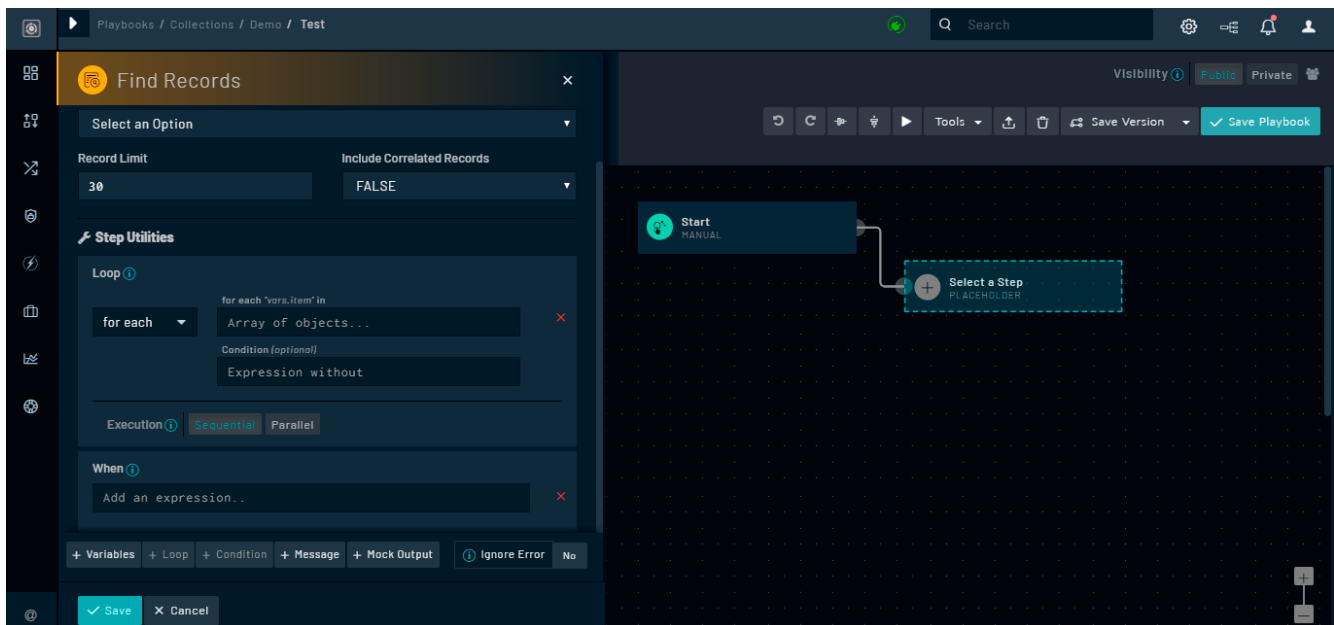 Playbooks / Collections / Demo / Test
Search
Find Records
Select an Option
Record Limit
Include Correlated Records
30
FALSE
Step Utilities
Loop
for each "vars.item" in
for each
Array of objects...
Condition (optional)
Expression without
Execution
Sequential
Parallel
When
Add an expression..
+ Variables
+ Loop
+ Condition
+ Message
+ Mock Output
Ignore Error
No
Save
Cancel
Visibility
Public
Private
Tools
Save Version
Save Playbook
Start
MANUAL
Select a Step
PLACEHOLDER